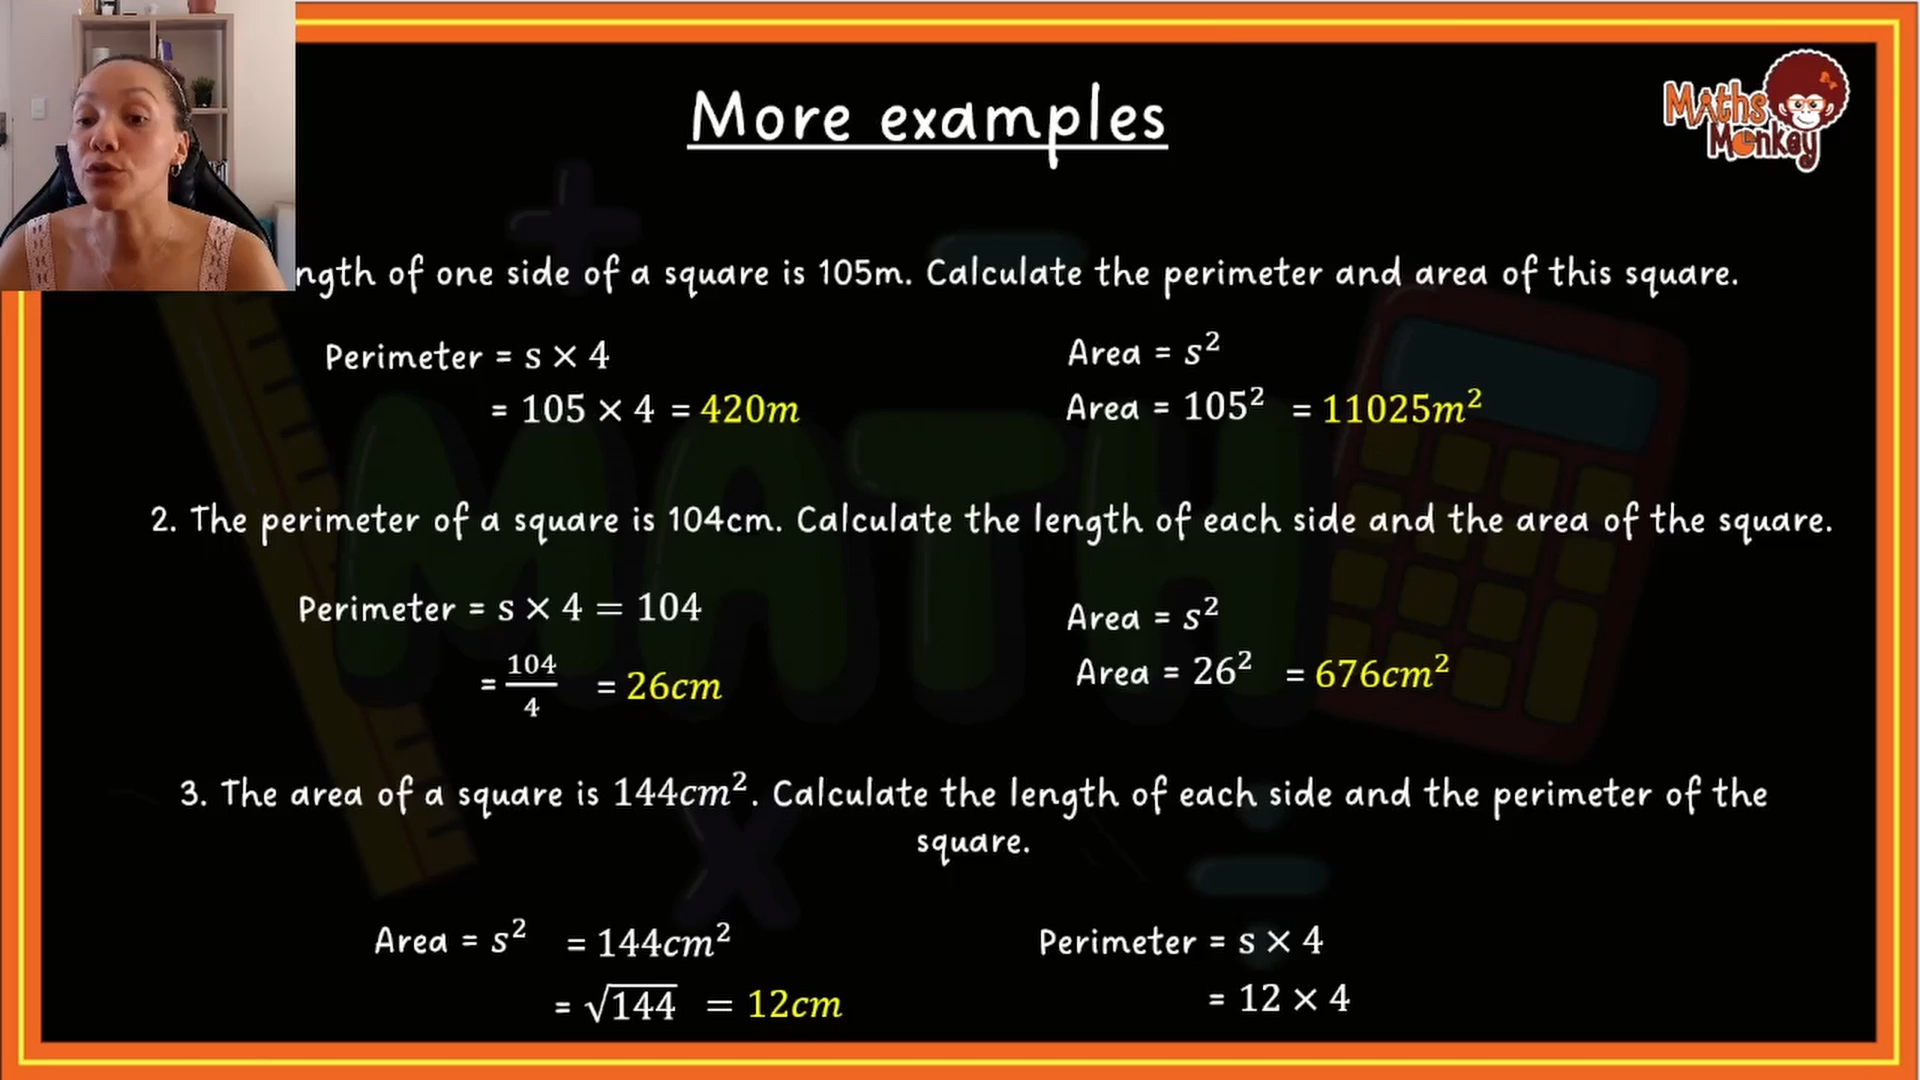 More examples
Maths
Monkey
length of one side of a square is 105m. Calculate the perimeter and area of this square.
Perimeter = s × 4
= 105 × 4 = 420m
Area = s²
Area = 105² = 11025m²
2. The perimeter of a square is 104cm. Calculate the length of each side and the area of the square.
Perimeter = s × 4 = 104
= 104/4 = 26cm
Area = s²
Area = 26² = 676cm²
3. The area of a square is 144cm². Calculate the length of each side and the perimeter of the
square.
Area = s² = 144cm²
= √144 = 12cm
Perimeter = s × 4
= 12 × 4
MATH